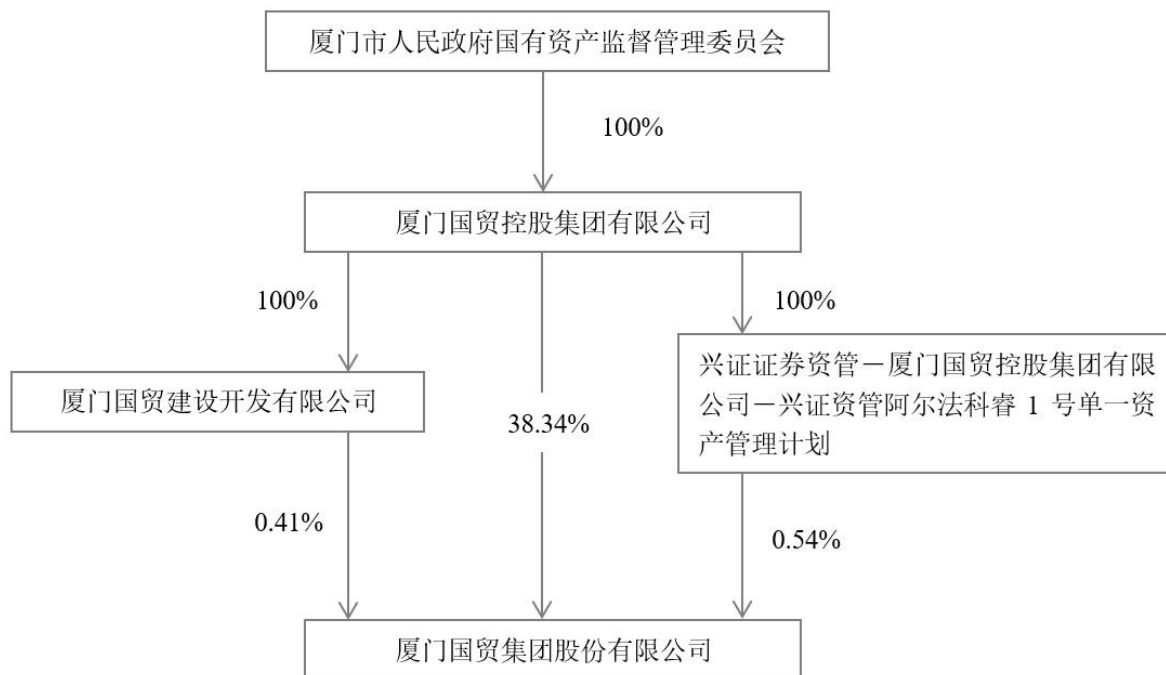 厦门市人民政府国有资产监督管理委员会
100%
厦门国贸控股集团有限公司
100%
100%
厦门国贸建设开发有限公司
38.34%
兴证证券资管－厦门国贸控股集团有限
公司－兴证资管阿尔法科睿 1 号单一资
产管理计划
0.41%
0.54%
厦门国贸集团股份有限公司